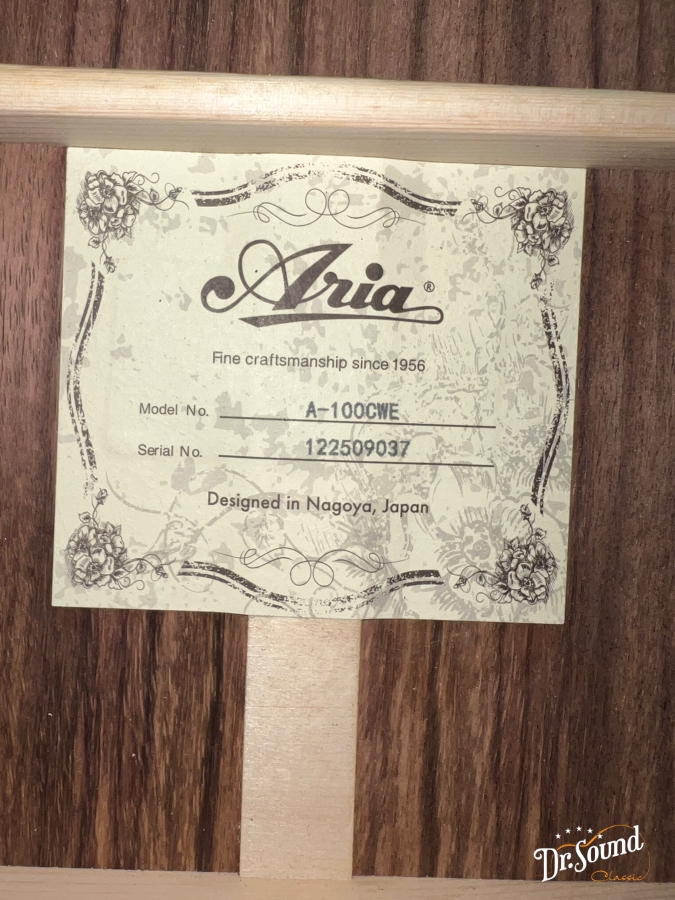 Aria®
Fine craftsmanship since 1956
Model No. A-100CWE
Serial No. 122509037
Designed in Nagoya, Japan
Dr.Sound
Classic